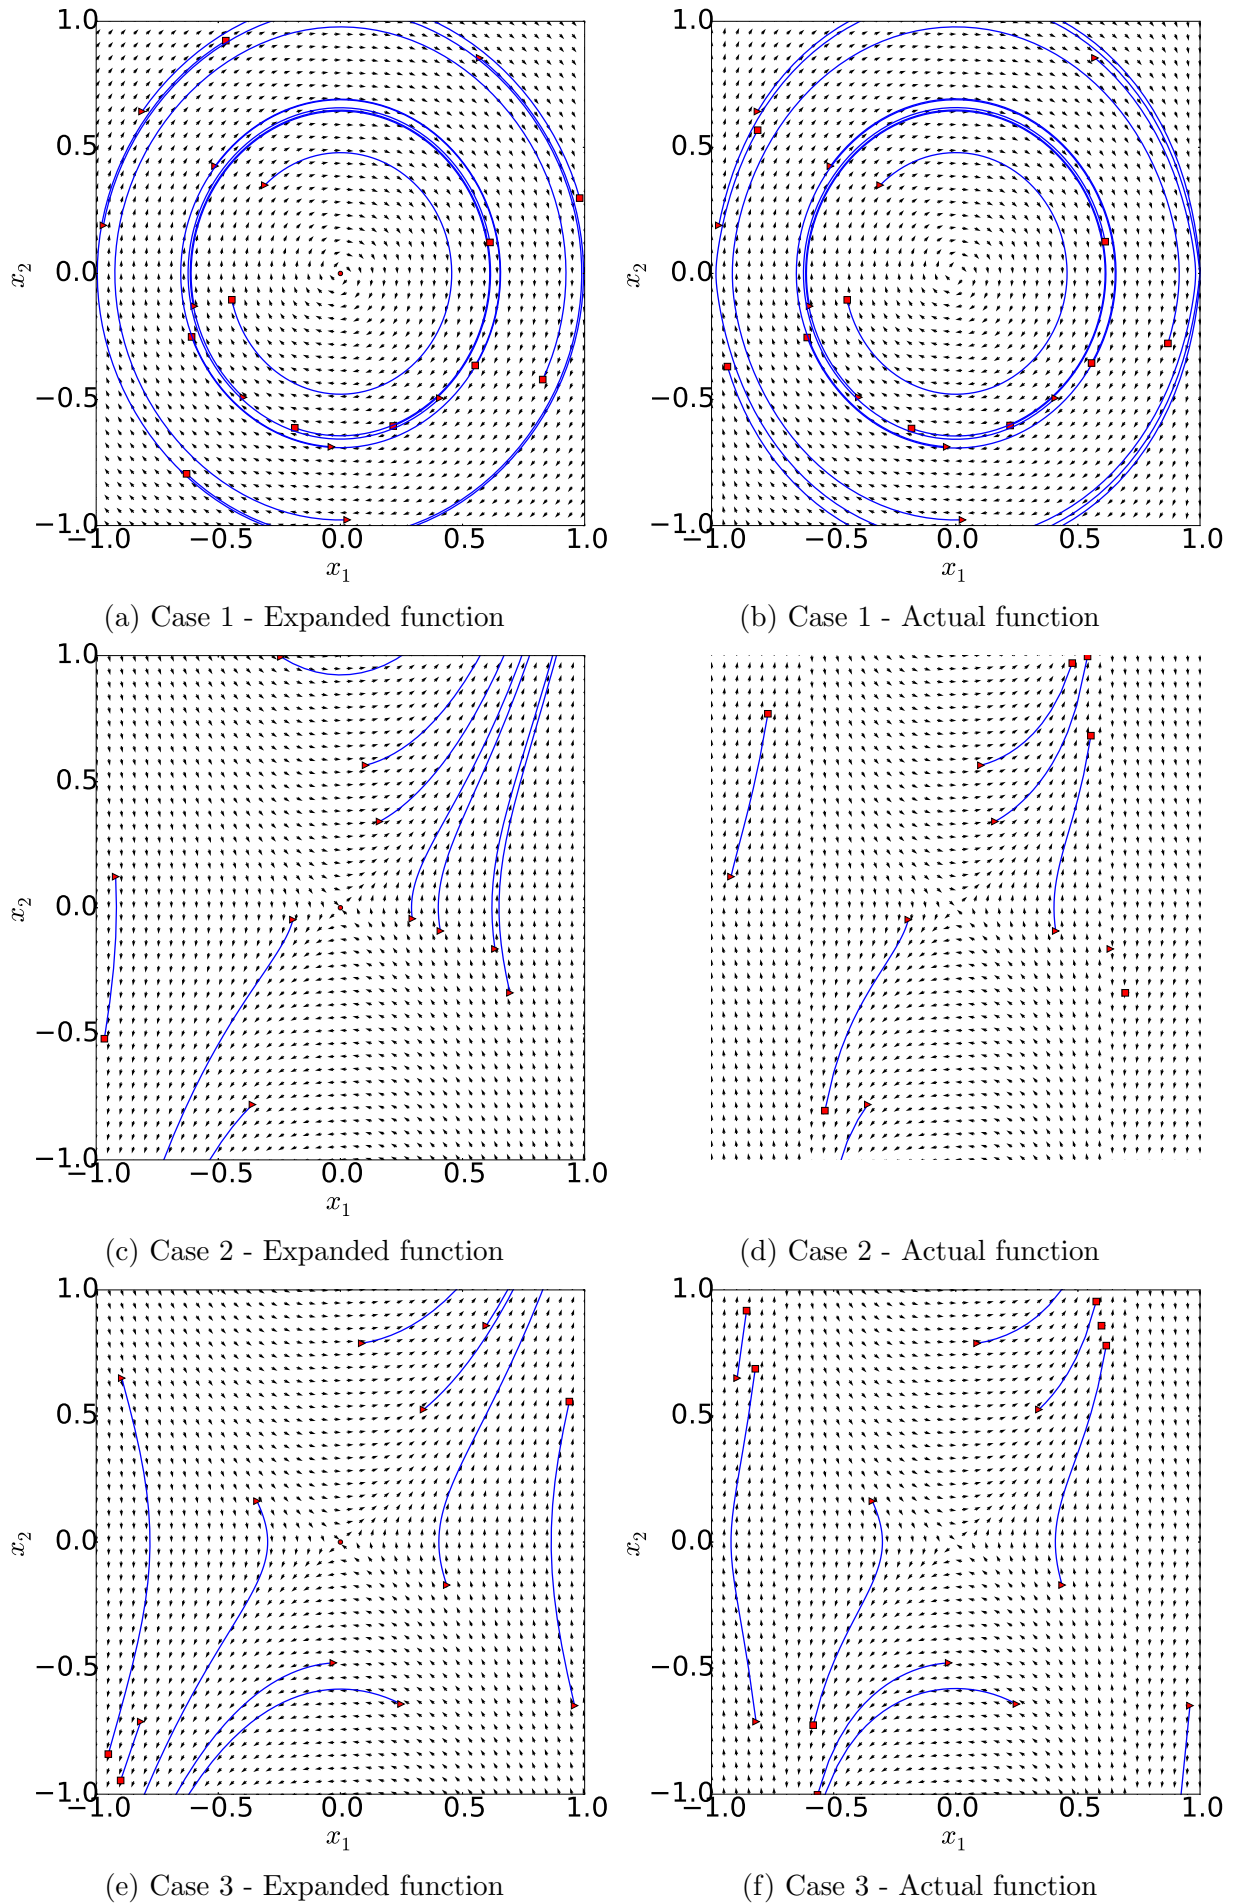 1.0 1.0
0.5 0.5
x₂ 0.0 x₂ 0.0
−0.5 −0.5
−1.0 −1.0
−1.0 −0.5 0.0 0.5 1.0 −1.0 −0.5 0.0 0.5 1.0
x₁ x₁
(a) Case 1 - Expanded function (b) Case 1 - Actual function
1.0
0.5
x₂ 0.0
−0.5
−1.0
−1.0 −0.5 0.0 0.5 1.0
x₁
(c) Case 2 - Expanded function (d) Case 2 - Actual function
1.0 1.0
0.5 0.5
x₂ 0.0 x₂ 0.0
−0.5 −0.5
−1.0 −1.0
−1.0 −0.5 0.0 0.5 1.0 −1.0 −0.5 0.0 0.5 1.0
x₁ x₁
(e) Case 3 - Expanded function (f) Case 3 - Actual function